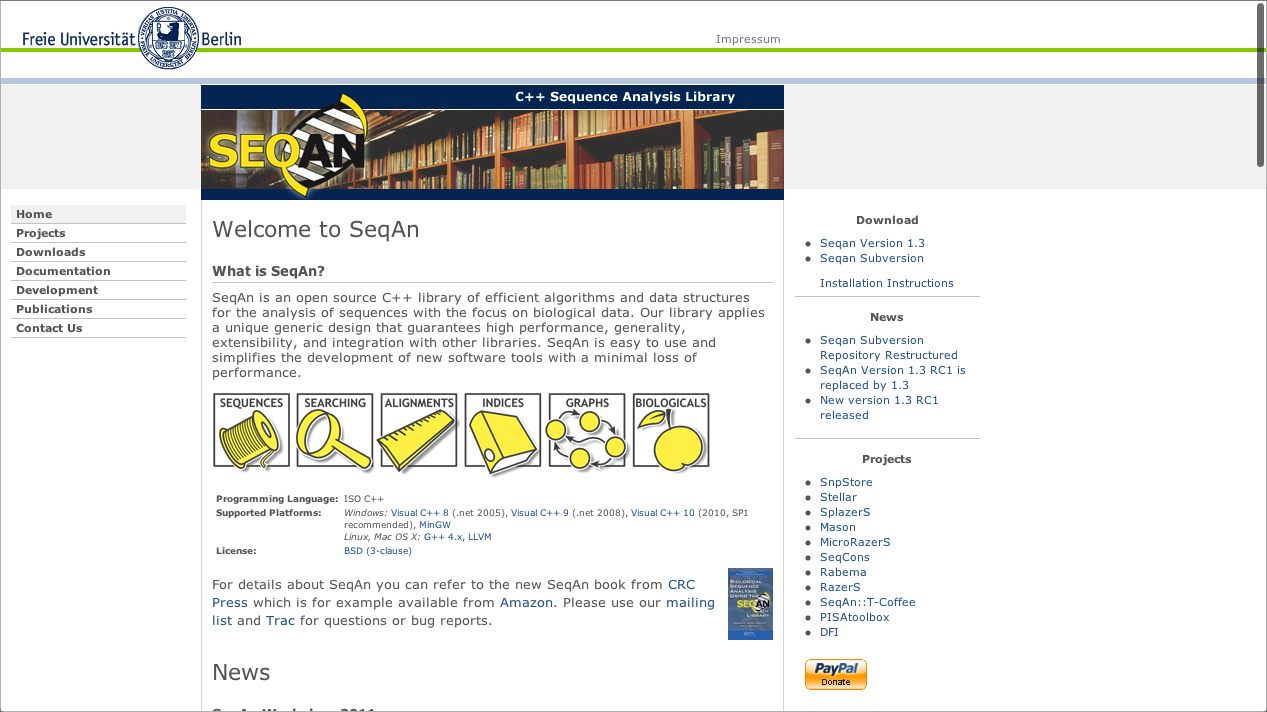 Freie Universität Berlin
Impressum
C++ Sequence Analysis Library
SEQAN
Home
Projects
Downloads
Documentation
Development
Publications
Contact Us
Welcome to SeqAn
What is SeqAn?
SeqAn is an open source C++ library of efficient algorithms and data structures
for the analysis of sequences with the focus on biological data. Our library applies
a unique generic design that guarantees high performance, generality,
extensibility, and integration with other libraries. SeqAn is easy to use and
simplifies the development of new software tools with a minimal loss of
performance.
SEQUENCES SEARCHING ALIGNMENTS INDICES GRAPHS BIOLOGICALS
Programming Language: ISO C++
Supported Platforms: Windows: Visual C++ 8 (.net 2005), Visual C++ 9 (.net 2008), Visual C++ 10 (2010, SP1
recommended), MinGW
Linux, Mac OS X: G++ 4.x, LLVM
License: BSD (3-clause)
For details about SeqAn you can refer to the new SeqAn book from CRC
Press which is for example available from Amazon. Please use our mailing
list and Trac for questions or bug reports.
BIOLOGICAL
SEQUENCE
ANALYSIS
USING THE
SEQAN
LIBRARY
News
SeqAn Workshop 2011
Download
Seqan Version 1.3
Seqan Subversion
Installation Instructions
News
Seqan Subversion
Repository Restructured
SeqAn Version 1.3 RC1 is
replaced by 1.3
New version 1.3 RC1
released
Projects
SnpStore
Stellar
SplazerS
Mason
MicroRazerS
SeqCons
Rabema
RazerS
SeqAn::T-Coffee
PISAtoolbox
DFI
PayPal
Donate